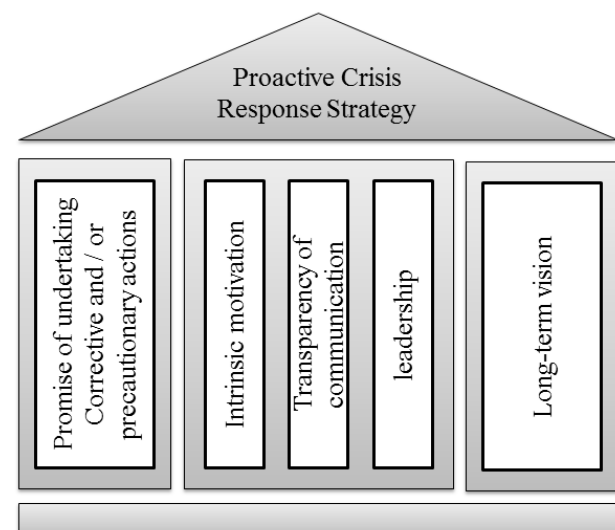 Proactive Crisis
Response Strategy
Promise of undertaking
Corrective and / or
precautionary actions
Intrinsic motivation
Transparency of
communication
leadership
Long-term vision